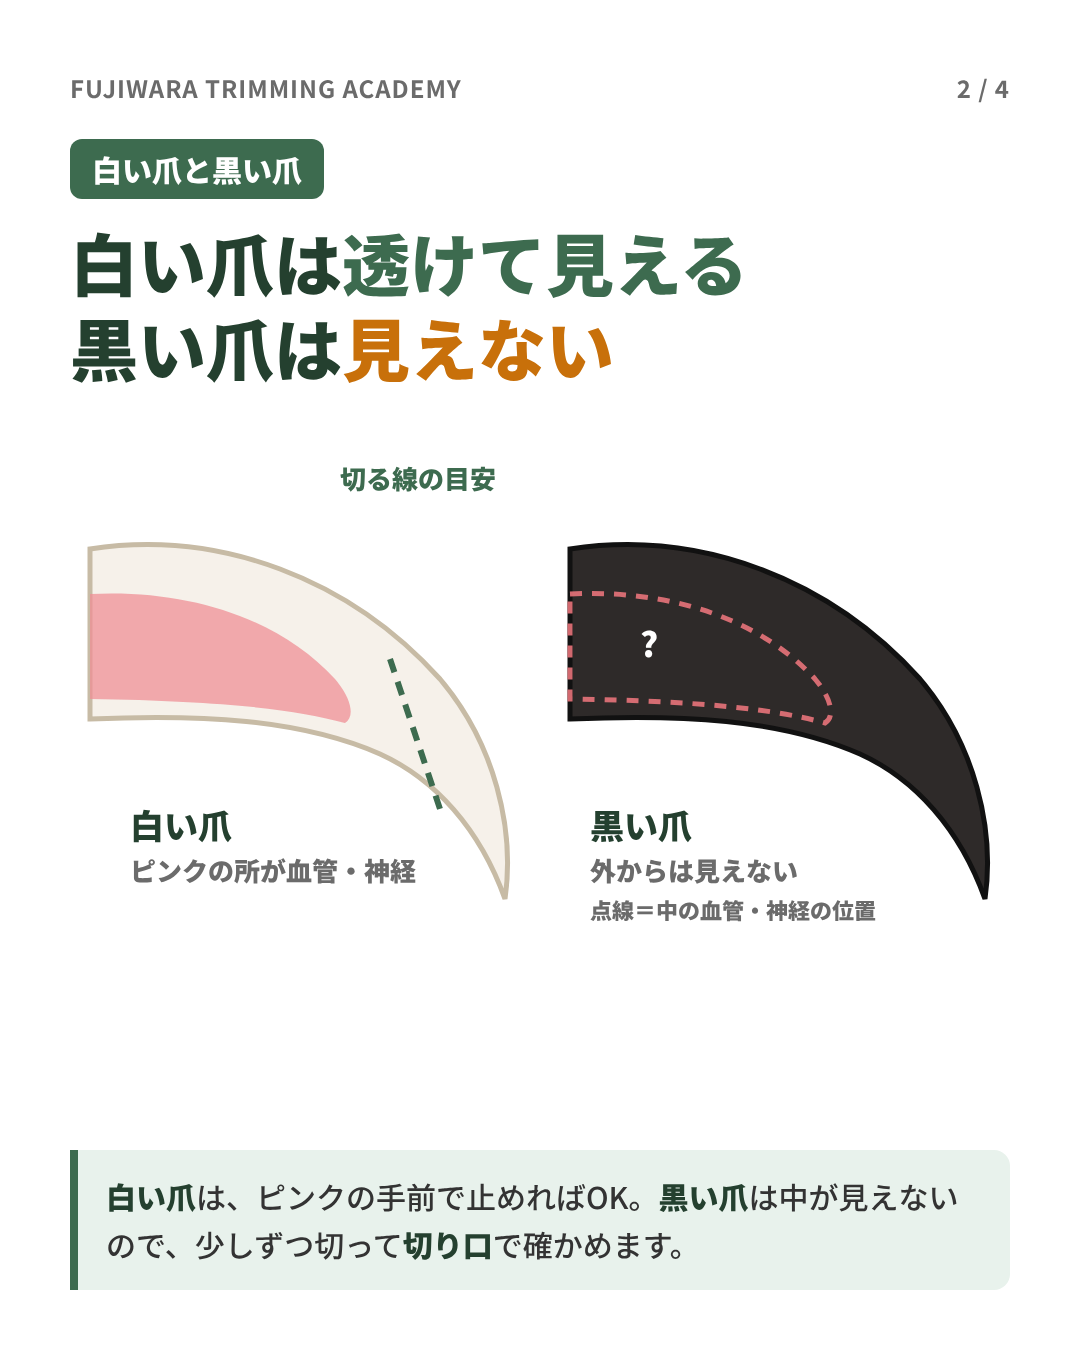 FUJIWARA TRIMMING ACADEMY
2 / 4
白い爪と黒い爪
白い爪は透けて見える
黒い爪は見えない
切る線の目安
?
白い爪
ピンクの所が血管・神経
黒い爪
外からは見えない
点線＝中の血管・神経の位置
白い爪は、ピンクの手前で止めればOK。黒い爪は中が見えない
ので、少しずつ切って切り口で確かめます。